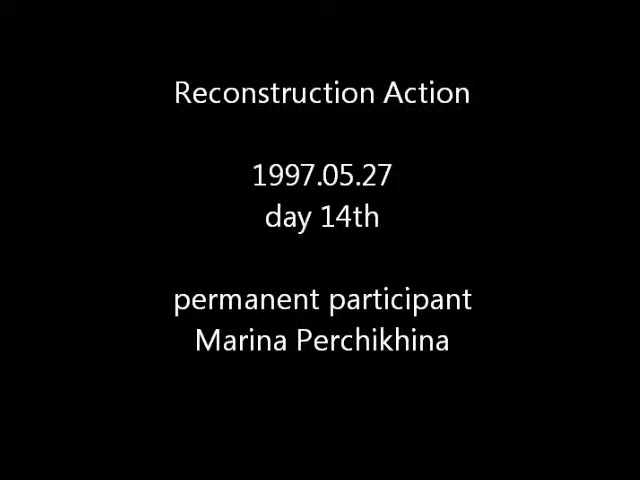 Reconstruction Action
1997.05.27
day 14th
permanent participant
Marina Perchikhina